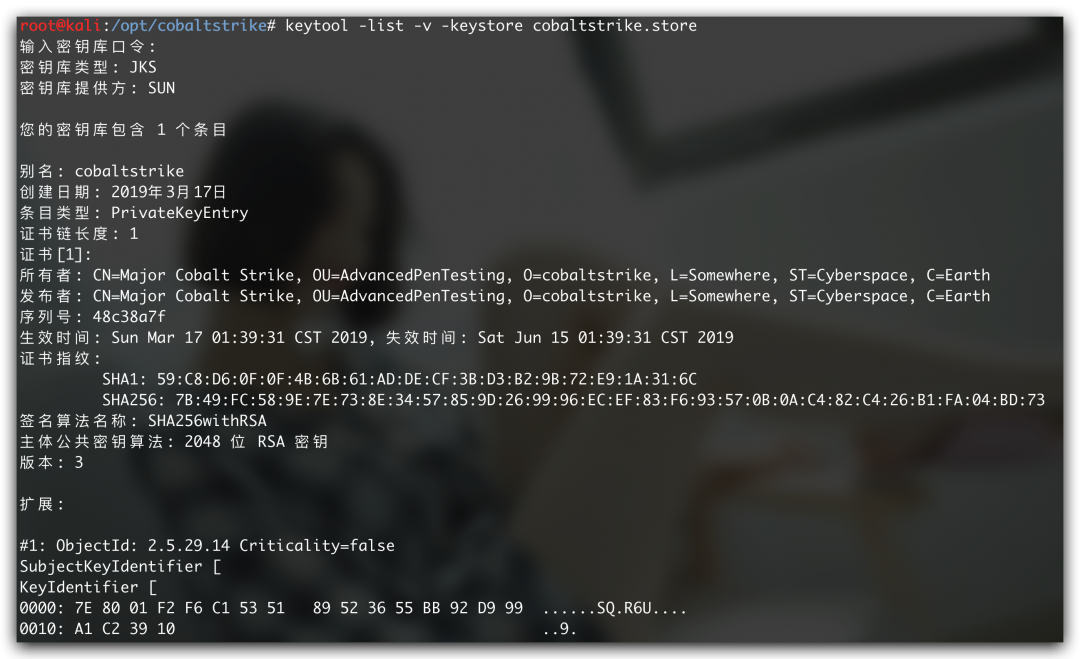 root@kali:/opt/cobaltstrike# keytool -list -v -keystore cobaltstrike.store
输入密钥库口令:
密钥库类型: JKS
密钥库提供方: SUN
您的密钥库包含 1 个条目
别名: cobaltstrike
创建日期: 2019年3月17日
条目类型: PrivateKeyEntry
证书链长度: 1
证书[1]:
所有者: CN=Major Cobalt Strike, OU=AdvancedPenTesting, O=cobaltstrike, L=Somewhere, ST=Cyberspace, C=Earth
发布者: CN=Major Cobalt Strike, OU=AdvancedPenTesting, O=cobaltstrike, L=Somewhere, ST=Cyberspace, C=Earth
序列号: 48c38a7f
生效时间: Sun Mar 17 01:39:31 CST 2019, 失效时间: Sat Jun 15 01:39:31 CST 2019
证书指纹:
SHA1: 59:C8:D6:0F:0F:4B:6B:61:AD:DE:CF:3B:D3:B2:9B:72:E9:1A:31:6C
SHA256: 7B:49:FC:58:9E:7E:73:8E:34:57:85:9D:26:99:96:EC:EF:83:F6:93:57:0B:0A:C4:82:C4:26:B1:FA:04:BD:73
签名算法名称: SHA256withRSA
主体公共密钥算法: 2048 位 RSA 密钥
版本: 3
扩展:
#1: ObjectId: 2.5.29.14 Criticality=false
SubjectKeyIdentifier [
KeyIdentifier [
0000: 7E 80 01 F2 F6 C1 53 51   89 52 36 55 BB 92 D9 99  ......SQ.R6U....
0010: A1 C2 39 10                                        ..9.